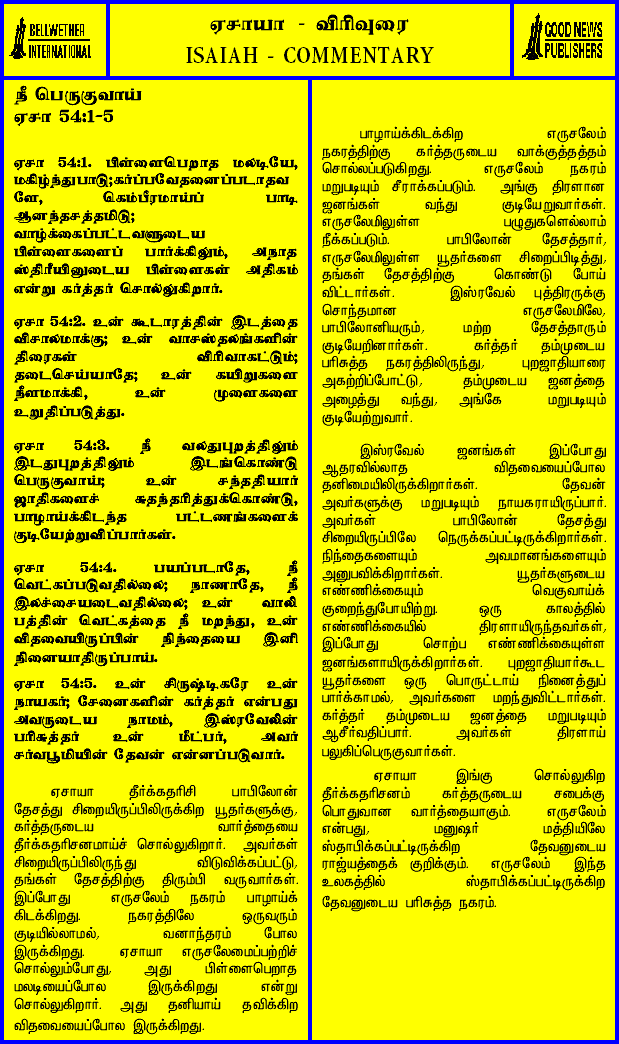 BELLWETHER
INTERNATIONAL
ஏசாயா - விரிவுரை
ISAIAH - COMMENTARY
GOOD NEWS
PUBLISHERS
நீ பெருகுவாய்
ஏசா 54:1-5
ஏசா 54:1. பிள்ளைபெறாத மலடியே,
மகிழ்ந்துபாடு;கர்ப்பவேதனைப்படாதவ
ளே, கெம்பீரமாய்ப் பாடி
ஆனந்தசத்தமிடு;
வாழ்க்கைப்பட்டவளுடைய
பிள்ளைகளைப் பார்க்கிலும், அநாத
ஸ்திரீயினுடைய பிள்ளைகள் அதிகம்
என்று கர்த்தர் சொல்லுகிறார்.
ஏசா 54:2. உன் கூடாரத்தின் இடத்தை
விசாலமாக்கு; உன் வாசஸ்தலங்களின்
திரைகள் விரிவாகட்டும்;
தடைசெய்யாதே; உன் கயிறுகளை
நீளமாக்கி, உன் முளைகளை
உறுதிப்படுத்து.
ஏசா 54:3. நீ வலதுபுறத்திலும்
இடதுபுறத்திலும் இடங்கொண்டு
பெருகுவாய்; உன் சந்ததியார்
ஜாதிகளைச் சுதந்தரித்துக்கொண்டு,
பாழாய்க்கிடந்த பட்டணங்களைக்
குடியேற்றுவிப்பார்கள்.
ஏசா 54:4. பயப்படாதே, நீ
வெட்கப்படுவதில்லை; நாணாதே, நீ
இலச்சையடைவதில்லை; உன் வாலி
பத்தின் வெட்கத்தை நீ மறந்து, உன்
விதவையிருப்பின் நிந்தையை இனி
நினையாதிருப்பாய்.
ஏசா 54:5. உன் சிருஷ்டிகரே உன்
நாயகர்; சேனைகளின் கர்த்தர் என்பது
அவருடைய நாமம், இஸ்ரவேலின்
பரிசுத்தர் உன் மீட்பர், அவர்
சர்வபூமியின் தேவன் என்னப்படுவார்.
ஏசாயா தீர்க்கதரிசி பாபிலோன்
தேசத்து சிறையிருப்பிலிருக்கிற யூதர்களுக்கு,
கர்த்தருடைய வார்த்தையை
தீர்க்கதரிசனமாய்ச் சொல்லுகிறார். அவர்கள்
சிறையிருப்பிலிருந்து விடுவிக்கப்பட்டு,
தங்கள் தேசத்திற்கு திரும்பி வருவார்கள்.
இப்போது எருசலேம் நகரம் பாழாய்க்
கிடக்கிறது. நகரத்திலே ஒருவரும்
குடியில்லாமல், வனாந்தரம் போல
இருக்கிறது. ஏசாயா எருசலேமைப்பற்றிச்
சொல்லும்போது, அது பிள்ளைபெறாத
மலடியைப்போல இருக்கிறது என்று
சொல்லுகிறார். அது தனியாய் தவிக்கிற
விதவையைப்போல இருக்கிறது.
பாழாய்க்கிடக்கிற எருசலேம்
நகரத்திற்கு கர்த்தருடைய வாக்குத்தத்தம்
சொல்லப்படுகிறது. எருசலேம் நகரம்
மறுபடியும் சீராக்கப்படும். அங்கு திரளான
ஜனங்கள் வந்து குடியேறுவார்கள்.
எருசலேமிலுள்ள பழுதுகளெல்லாம்
நீக்கப்படும். பாபிலோன் தேசத்தார்,
எருசலேமிலுள்ள யூதர்களை சிறைப்பிடித்து,
தங்கள் தேசத்திற்கு கொண்டு போய்
விட்டார்கள். இஸ்ரவேல் புத்திரருக்கு
சொந்தமான எருசலேமிலே,
பாபிலோனியரும், மற்ற தேசத்தாரும்
குடியேறினார்கள். கர்த்தர் தம்முடைய
பரிசுத்த நகரத்திலிருந்து, புறஜாதியாரை
அகற்றிப்போட்டு, தம்முடைய ஜனத்தை
அழைத்து வந்து, அங்கே மறுபடியும்
குடியேற்றுவார்.
இஸ்ரவேல் ஜனங்கள் இப்போது
ஆதரவில்லாத விதவையைப்போல
தனிமையிலிருக்கிறார்கள். தேவன்
அவர்களுக்கு மறுபடியும் நாயகராயிருப்பார்.
அவர்கள் பாபிலோன் தேசத்து
சிறையிருப்பிலே நெருக்கப்பட்டிருக்கிறார்கள்.
நிந்தைகளையும் அவமானங்களையும்
அனுபவிக்கிறார்கள். யூதர்களுடைய
எண்ணிக்கையும் வெகுவாய்க்
குறைந்துபோயிற்று. ஒரு காலத்தில்
எண்ணிக்கையில் திரளாயிருந்தவர்கள்,
இப்போது சொற்ப எண்ணிக்கையுள்ள
ஜனங்களாயிருக்கிறார்கள். புறஜாதியார்கூட
யூதர்களை ஒரு பொருட்டாய் நினைத்துப்
பார்க்காமல், அவர்களை மறந்துவிட்டார்கள்.
கர்த்தர் தம்முடைய ஜனத்தை மறுபடியும்
ஆசீர்வதிப்பார். அவர்கள் திரளாய்
பலுகிப்பெருகுவார்கள்.
ஏசாயா இங்கு சொல்லுகிற
தீர்க்கதரிசனம் கர்த்தருடைய சபைக்கு
பொதுவான வார்த்தையாகும். எருசலேம்
என்பது, மனுஷர் மத்தியிலே
ஸ்தாபிக்கப்பட்டிருக்கிற தேவனுடைய
ராஜ்யத்தைக் குறிக்கும். எருசலேம் இந்த
உலகத்தில் ஸ்தாபிக்கப்பட்டிருக்கிற
தேவனுடைய பரிசுத்த நகரம்.